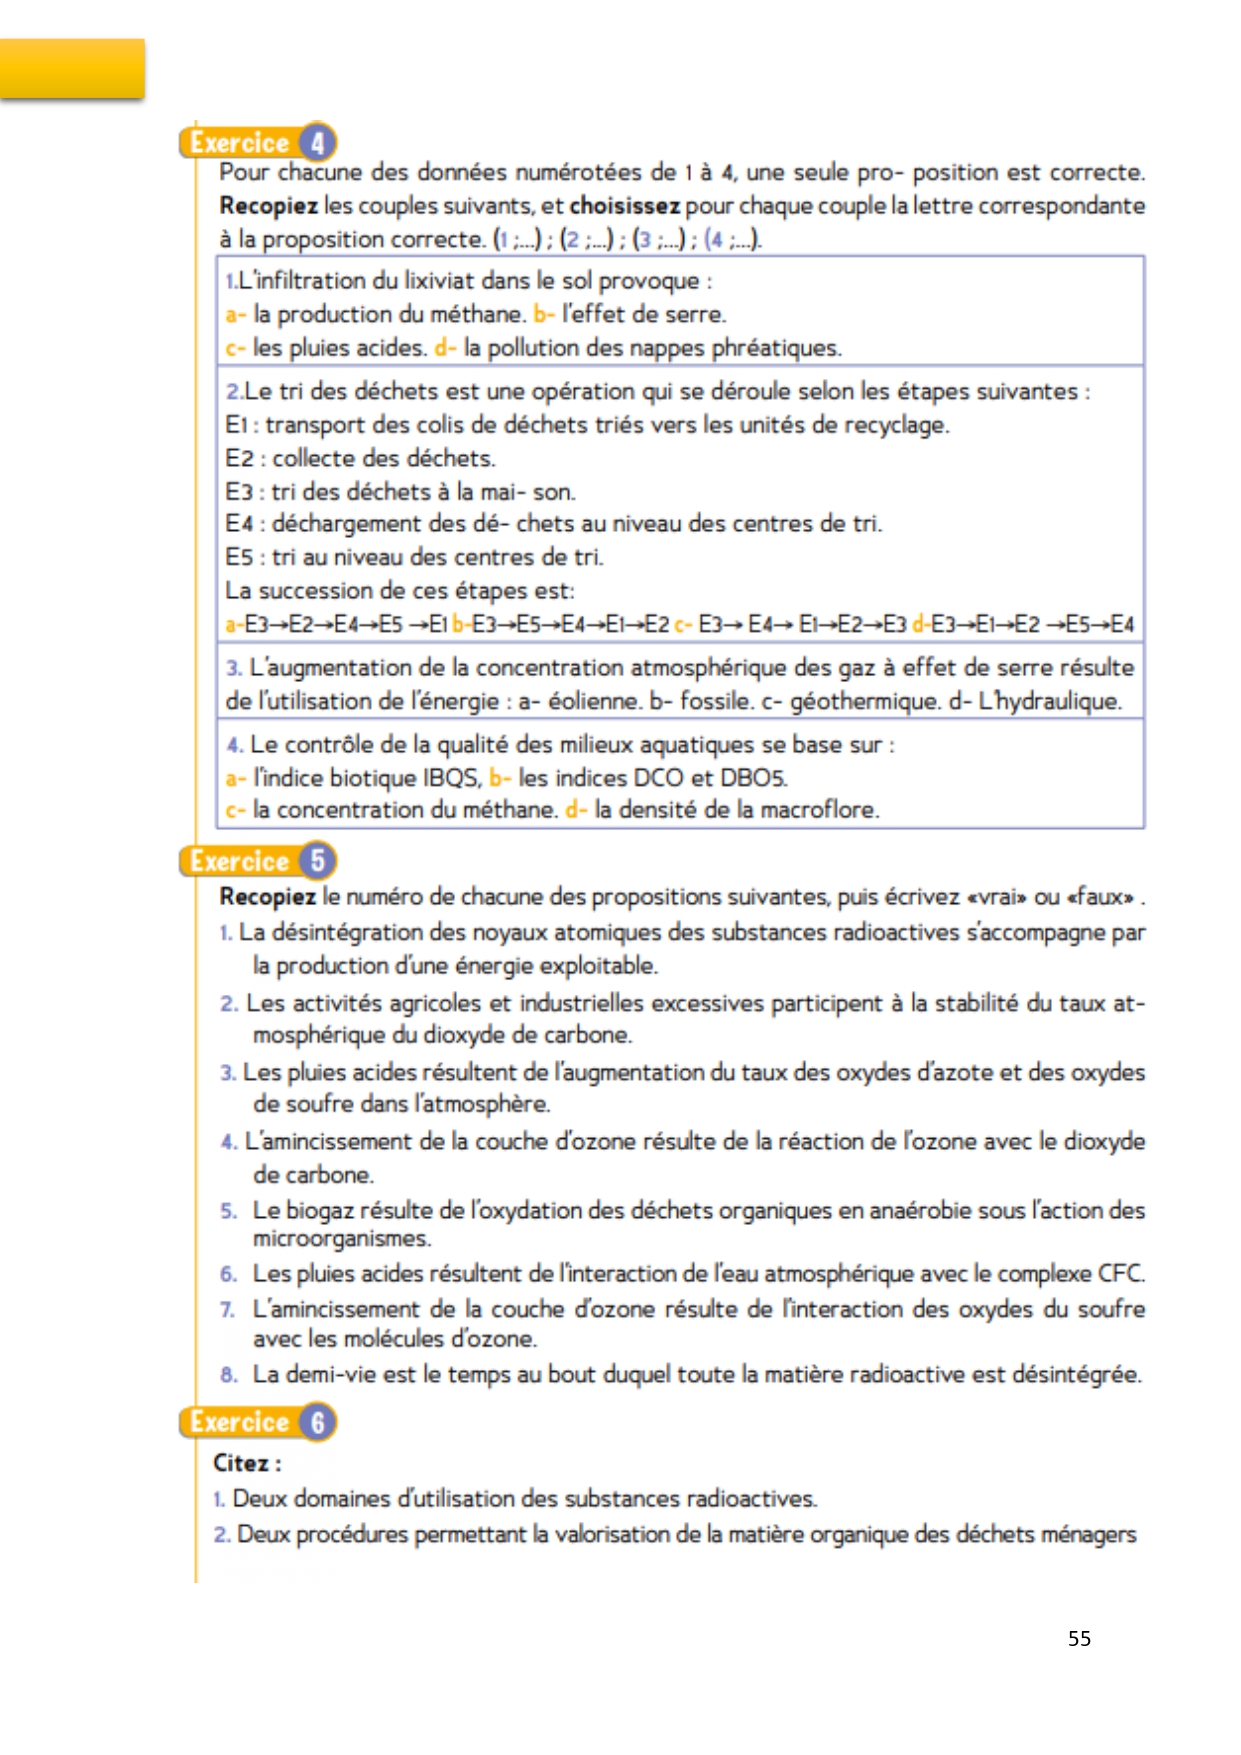 Exercice 4
Pour chacune des données numérotées de 1 à 4, une seule pro- position est correcte.
Recopiez les couples suivants, et choisissez pour chaque couple la lettre correspondante
à la proposition correcte. (1 ;...) ; (2 ;...) ; (3 ;...) ; (4 ;...).
1.L'infiltration du lixiviat dans le sol provoque :
a- la production du méthane. b- l'effet de serre.
c- les pluies acides. d- la pollution des nappes phréatiques.
2.Le tri des déchets est une opération qui se déroule selon les étapes suivantes :
E1 : transport des colis de déchets triés vers les unités de recyclage.
E2 : collecte des déchets.
E3 : tri des déchets à la mai- son.
E4 : déchargement des dé- chets au niveau des centres de tri.
E5 : tri au niveau des centres de tri.
La succession de ces étapes est:
a-E3→E2→E4→E5 →E1 b-E3→E5→E4→E1→E2 c- E3→ E4→ E1→E2→E3 d-E3→E1→E2 →E5→E4
3. L'augmentation de la concentration atmosphérique des gaz à effet de serre résulte
de l'utilisation de l'énergie : a- éolienne. b- fossile. c- géothermique. d- L'hydraulique.
4. Le contrôle de la qualité des milieux aquatiques se base sur :
a- l'indice biotique IBQS, b- les indices DCO et DBO5.
c- la concentration du méthane. d- la densité de la macroflore.
Exercice 5
Recopiez le numéro de chacune des propositions suivantes, puis écrivez «vrai» ou «faux» .
1. La désintégration des noyaux atomiques des substances radioactives s'accompagne par
la production d'une énergie exploitable.
2. Les activités agricoles et industrielles excessives participent à la stabilité du taux at-
mosphérique du dioxyde de carbone.
3. Les pluies acides résultent de l'augmentation du taux des oxydes d'azote et des oxydes
de soufre dans l'atmosphère.
4. L'amincissement de la couche d'ozone résulte de la réaction de l'ozone avec le dioxyde
de carbone.
5. Le biogaz résulte de l'oxydation des déchets organiques en anaérobie sous l'action des
microorganismes.
6. Les pluies acides résultent de l'interaction de l'eau atmosphérique avec le complexe CFC.
7. L'amincissement de la couche d'ozone résulte de l'interaction des oxydes du soufre
avec les molécules d'ozone.
8. La demi-vie est le temps au bout duquel toute la matière radioactive est désintégrée.
Exercice 6
Citez :
1. Deux domaines d'utilisation des substances radioactives.
2. Deux procédures permettant la valorisation de la matière organique des déchets ménagers
55